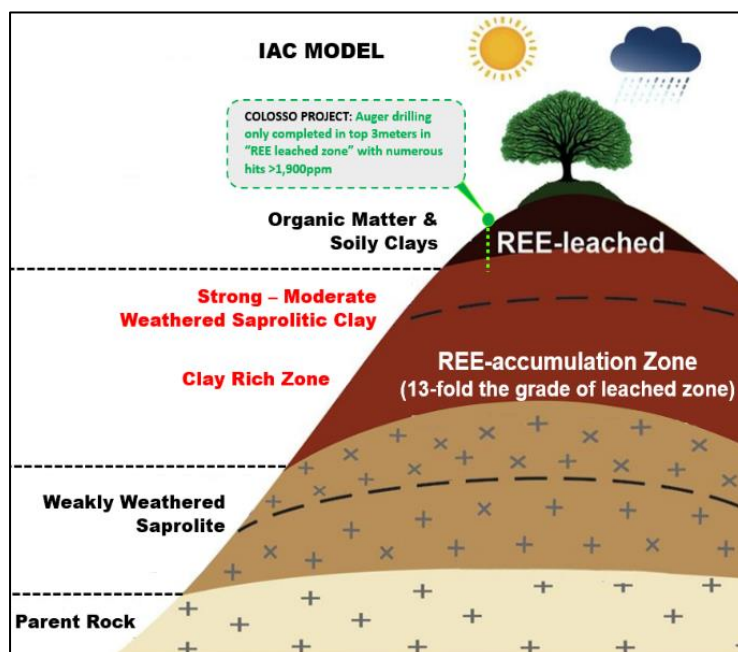 IAC MODEL
COLOSSO PROJECT: Auger drilling
only completed in top 3meters in
“REE leached zone” with numerous
hits >1,900ppm
Organic Matter &
Soily Clays
REE-leached
Strong – Moderate
Weathered Saprolitic Clay
Clay Rich Zone
REE-accumulation Zone
(13-fold the grade of leached zone)
Weakly Weathered
Saprolite
Parent Rock